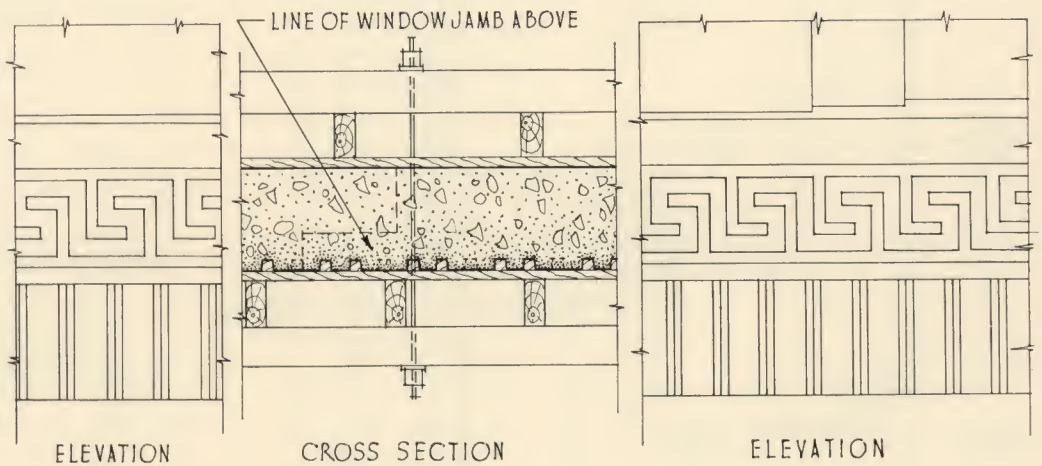 LINE OF WINDOW JAMB ABOVE
ELEVATION
CROSS SECTION
ELEVATION